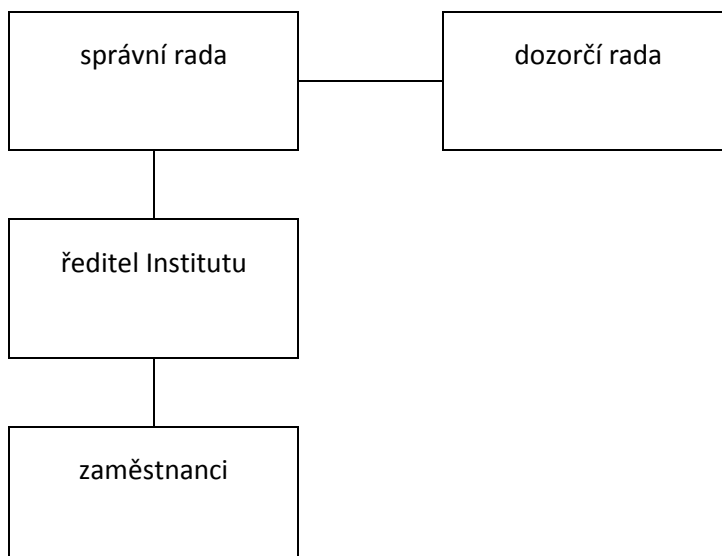 správní rada
dozorčí rada
ředitel Institutu
zaměstnanci